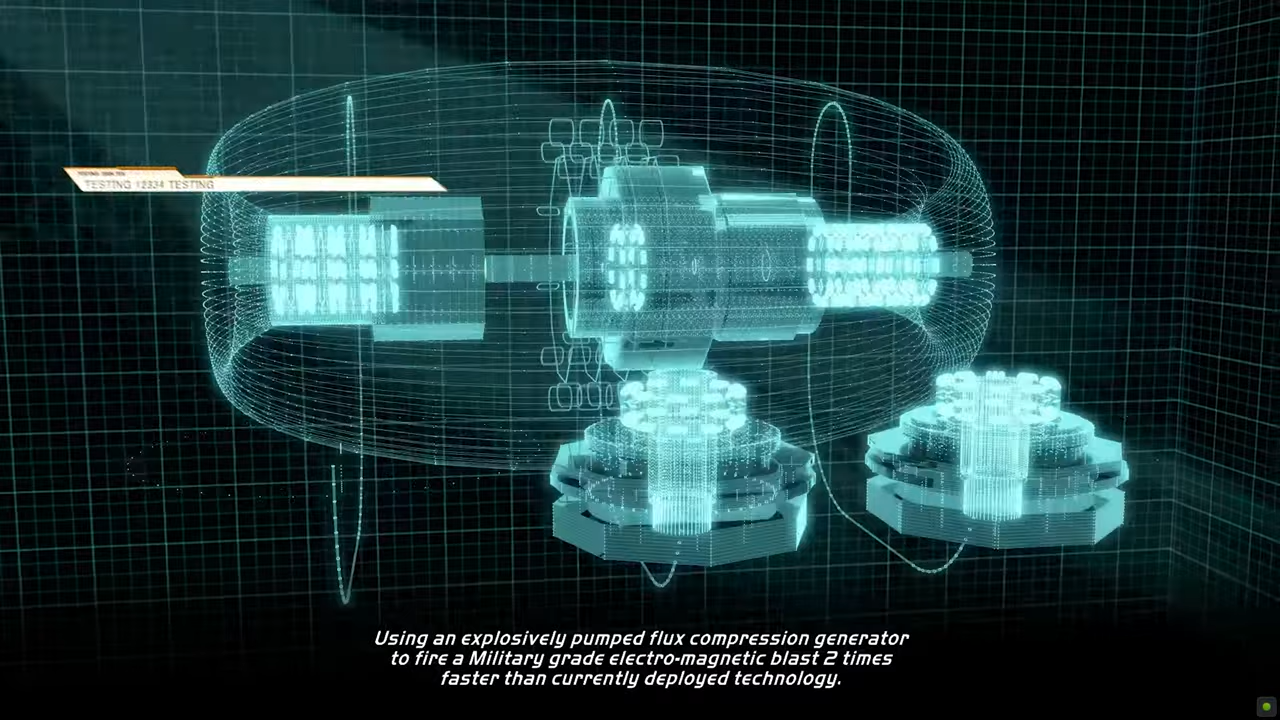 TESTING 12334 TESTING
Using an explosively pumped flux compression generator
to fire a Military grade electro-magnetic blast 2 times
faster than currently deployed technology.